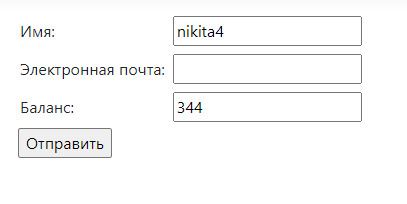 Имя: nikita4
Электронная почта:
Баланс: 344
Отправить